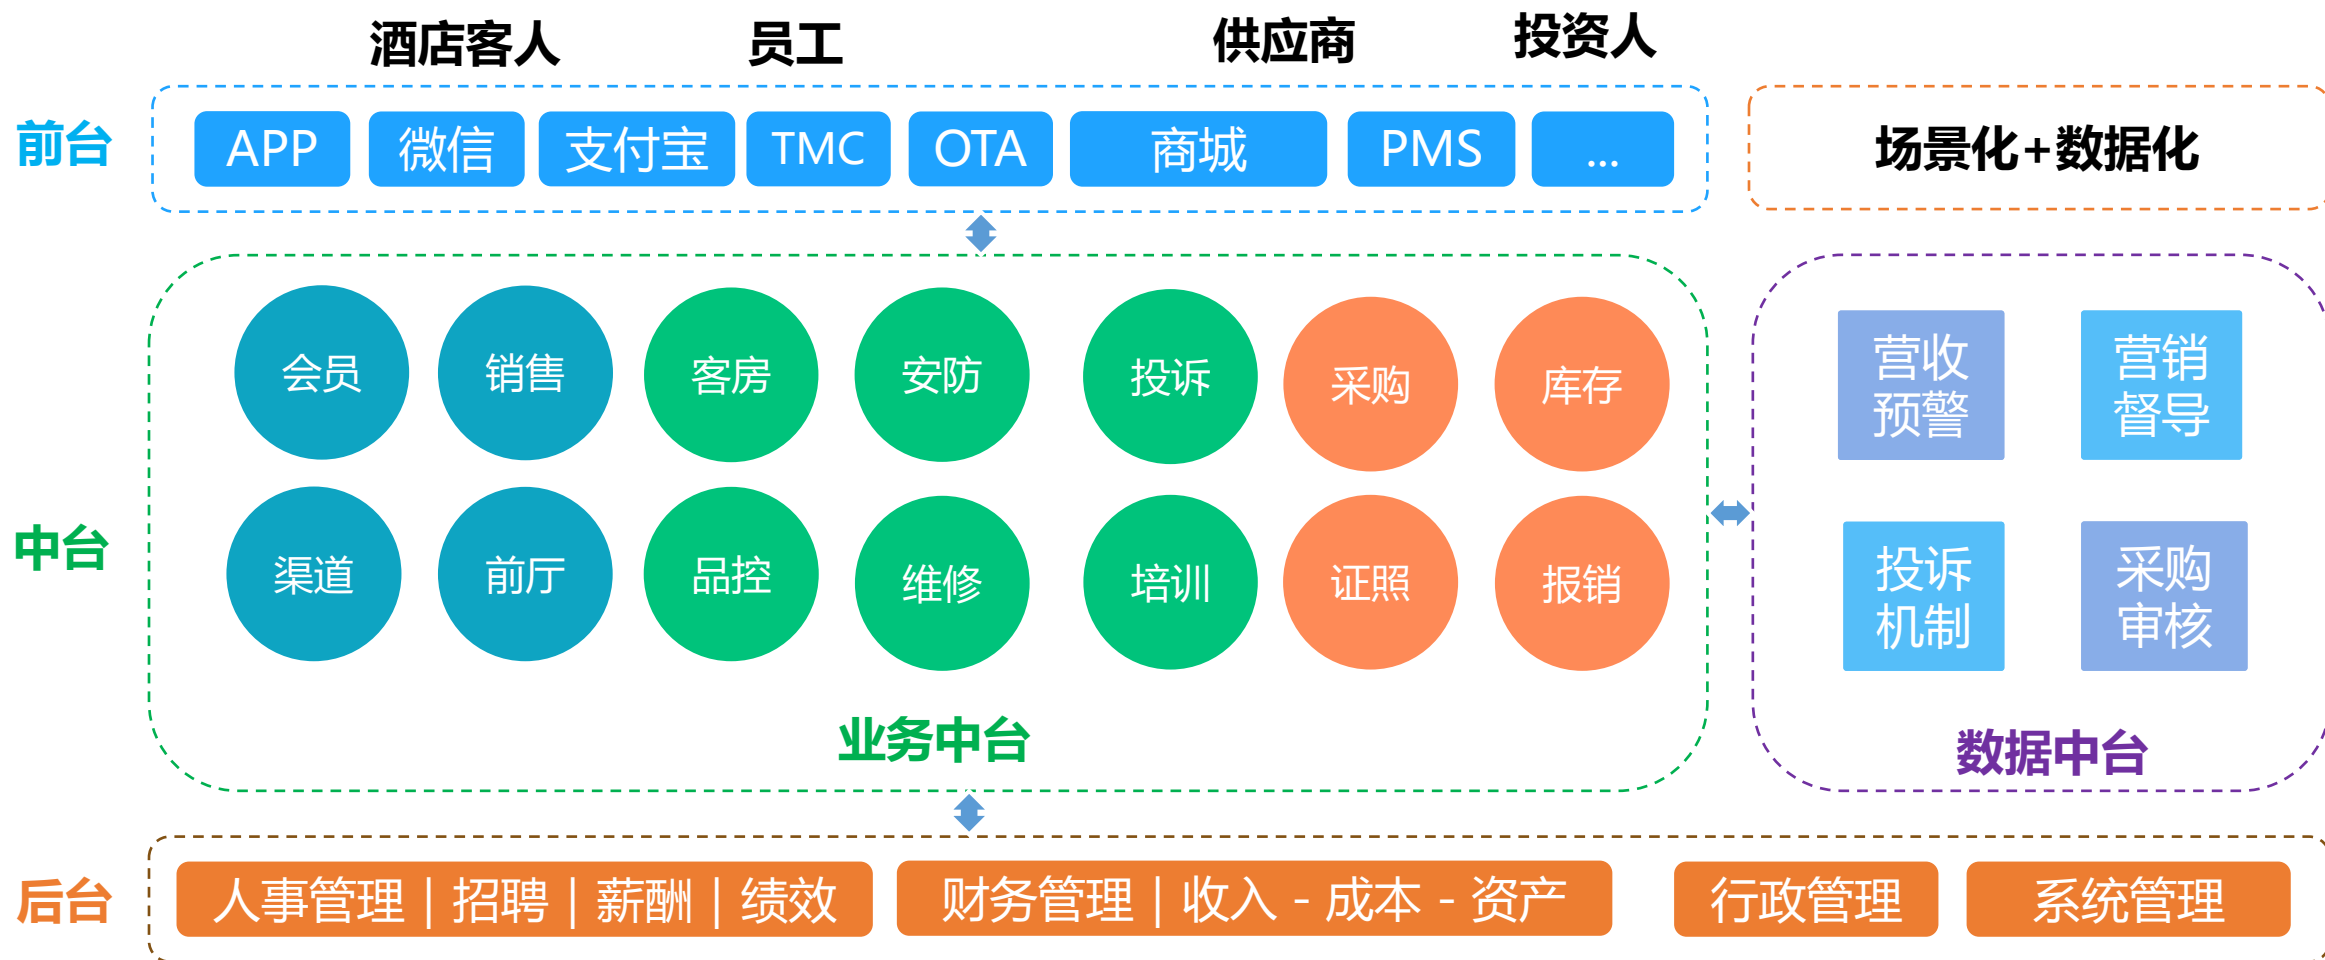 酒店客人
员工
供应商
投资人
前台
APP
微信
支付宝
TMC
OTA
商城
PMS
...
场景化+数据化
中台
会员
销售
客房
安防
投诉
采购
库存
渠道
前厅
品控
维修
培训
证照
报销
业务中台
营收
预警
营销
督导
投诉
机制
采购
审核
数据中台
后台
人事管理｜招聘｜薪酬｜绩效
财务管理｜收入 - 成本 - 资产
行政管理
系统管理